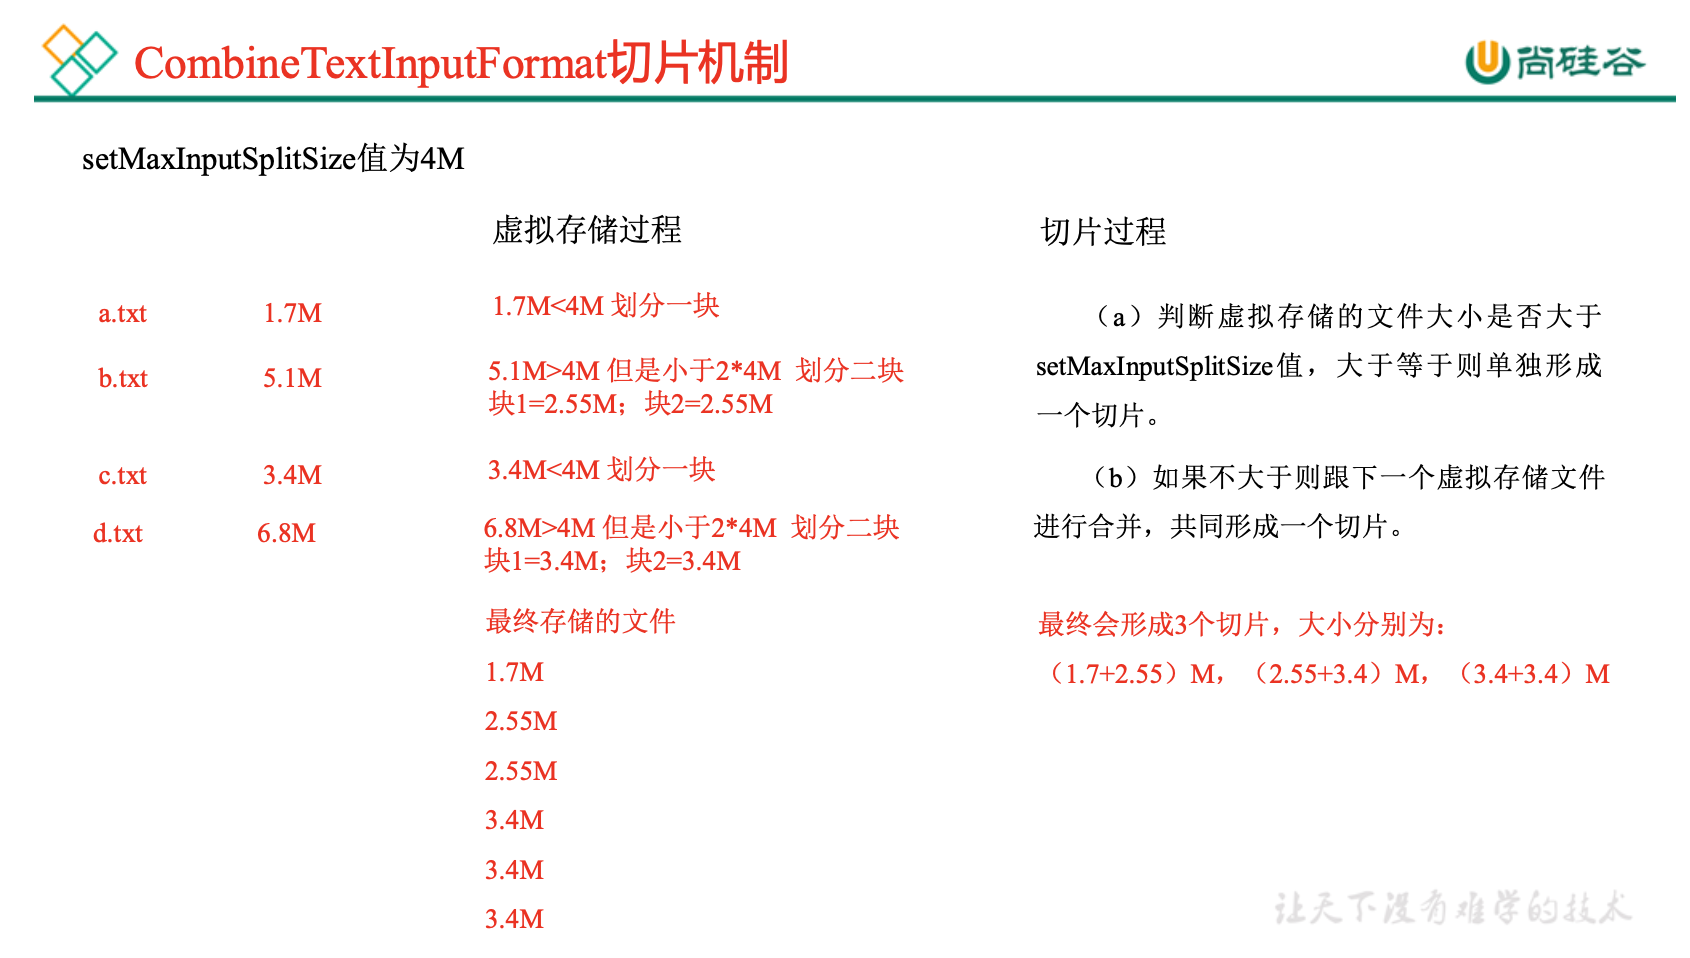 CombineTextInputFormat切片机制
尚硅谷
setMaxInputSplitSize值为4M
虚拟存储过程
切片过程
a.txt 1.7M 1.7M<4M 划分一块
b.txt 5.1M 5.1M>4M 但是小于2*4M 划分二块
块1=2.55M；块2=2.55M
c.txt 3.4M 3.4M<4M 划分一块
d.txt 6.8M 6.8M>4M 但是小于2*4M 划分二块
块1=3.4M；块2=3.4M
最终存储的文件
1.7M
2.55M
2.55M
3.4M
3.4M
3.4M
（a）判断虚拟存储的文件大小是否大于
setMaxInputSplitSize值，大于等于则单独形成
一个切片。
（b）如果不大于则跟下一个虚拟存储文件
进行合并，共同形成一个切片。
最终会形成3个切片，大小分别为：
（1.7+2.55）M，（2.55+3.4）M，（3.4+3.4）M
让天下没有难学的技术